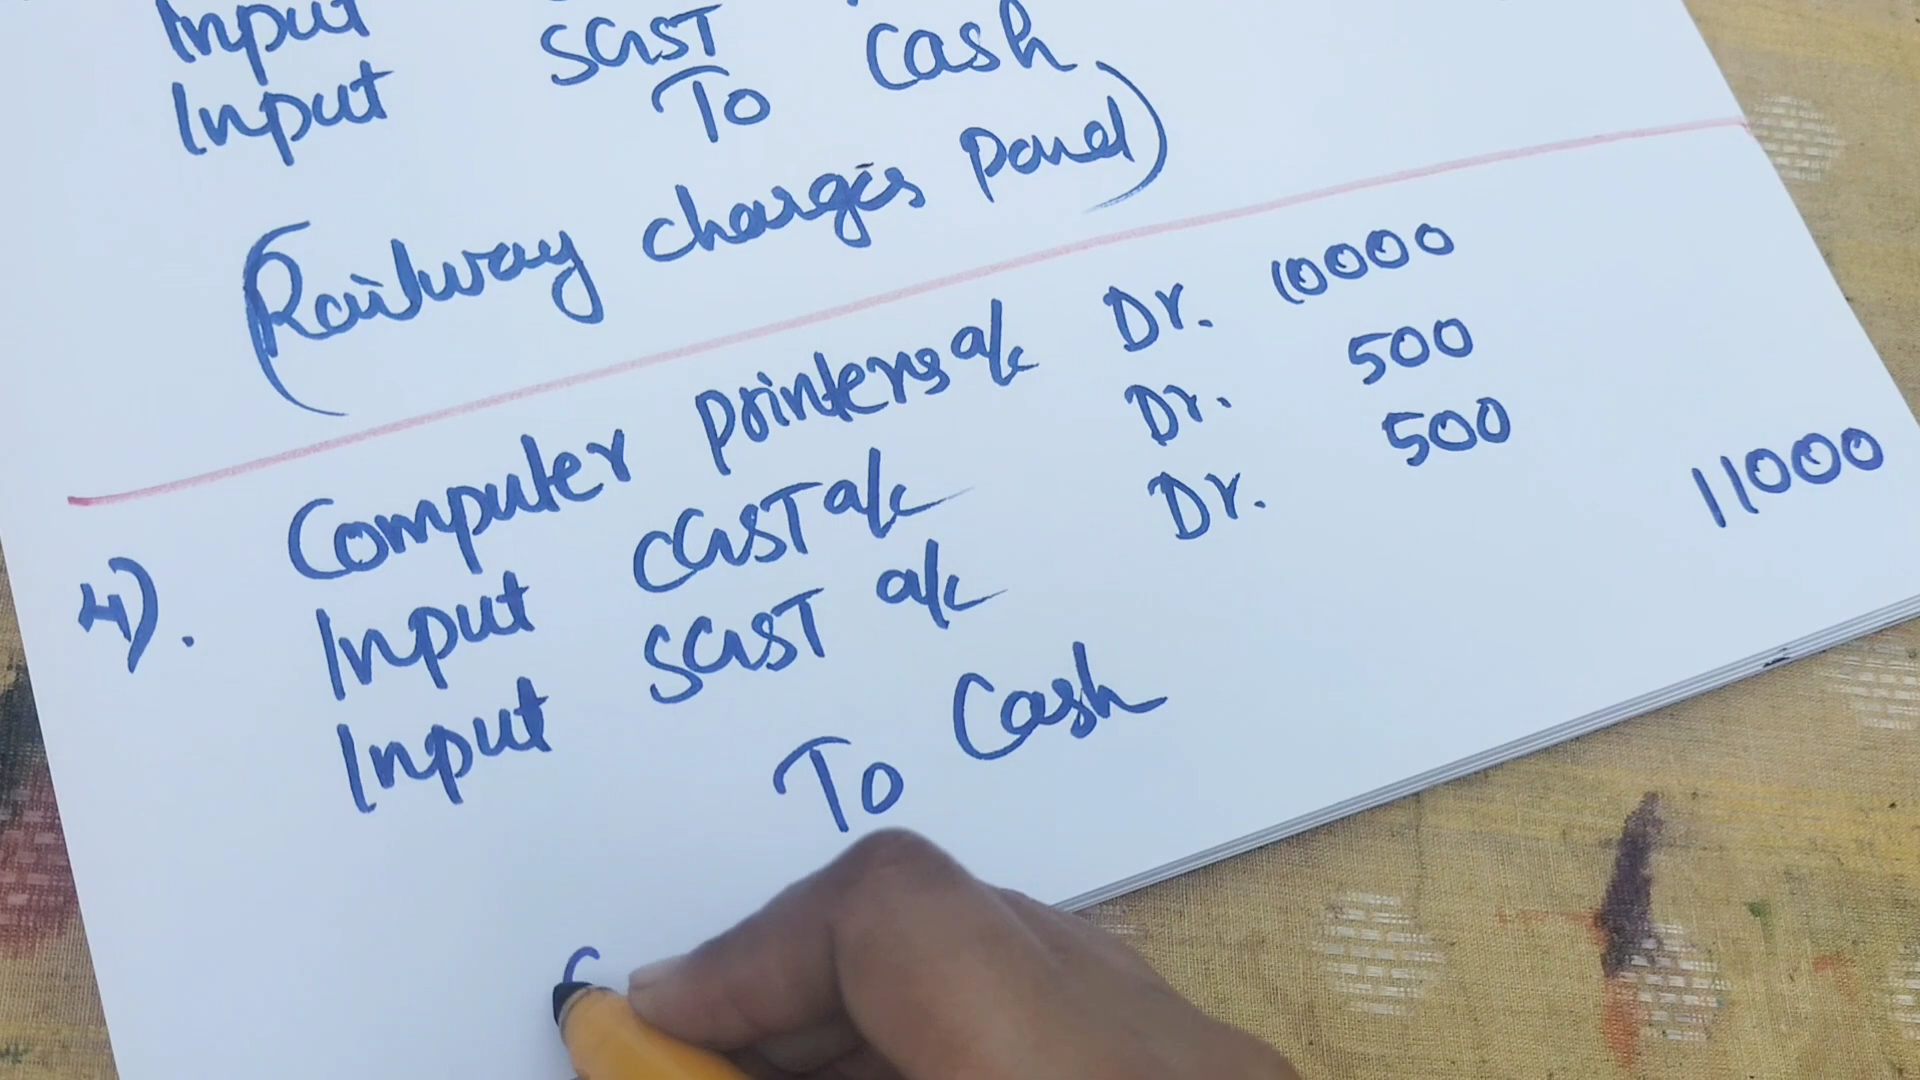 Input
Input SGST
To Cash
(Railway charges paid)
4). Computer printers a/c Dr. 10000
Input CGST a/c Dr. 500
Input SGST a/c Dr. 500
To Cash 11000